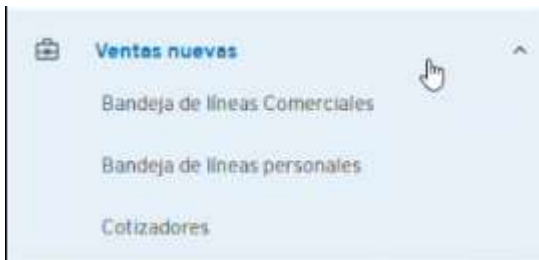 Ventas nuevas
Bandeja de líneas Comerciales
Bandeja de líneas personales
Cotizadores